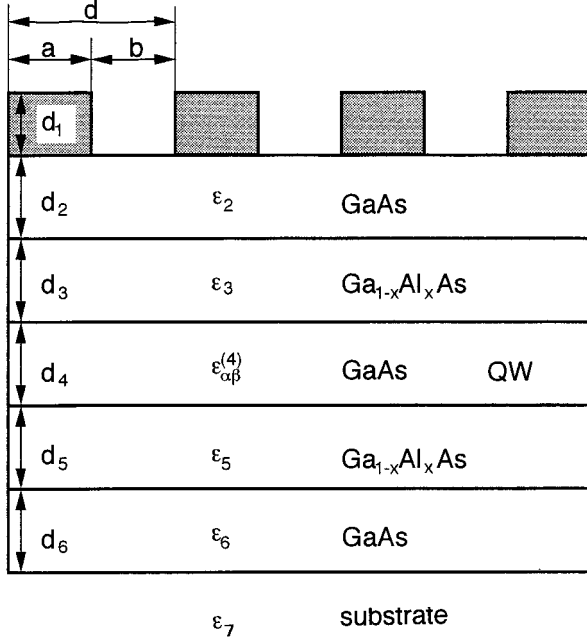 d
a b
d₁
d₂ ε₂ GaAs
d₃ ε₃ Ga₁₋ₓAlₓAs
d₄ ε⁽⁴⁾αβ GaAs QW
d₅ ε₅ Ga₁₋ₓAlₓAs
d₆ ε₆ GaAs
ε₇ substrate